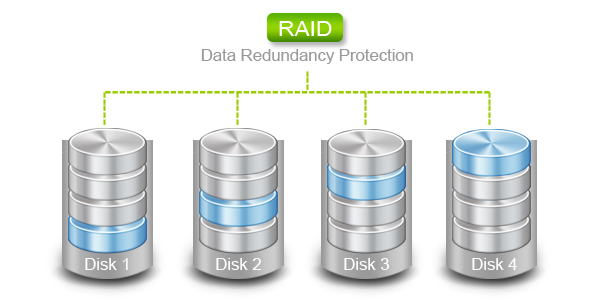 RAID
Data Redundancy Protection
Disk 1
Disk 2
Disk 3
Disk 4